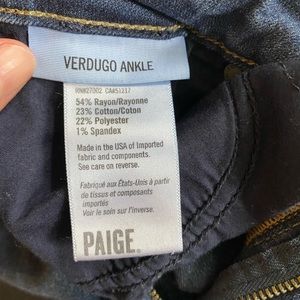 VERDUGO ANKLE
RN#27002 CA#51217
54% Rayon/Rayonne
23% Cotton/Coton
22% Polyester
1% Spandex
Made in the USA of Imported
fabric and components.
See care on reverse.
Fabriqué aux États-Unis à partir
de tissus et composants
importés
Voir le soin sur l'inverse.
PAIGE